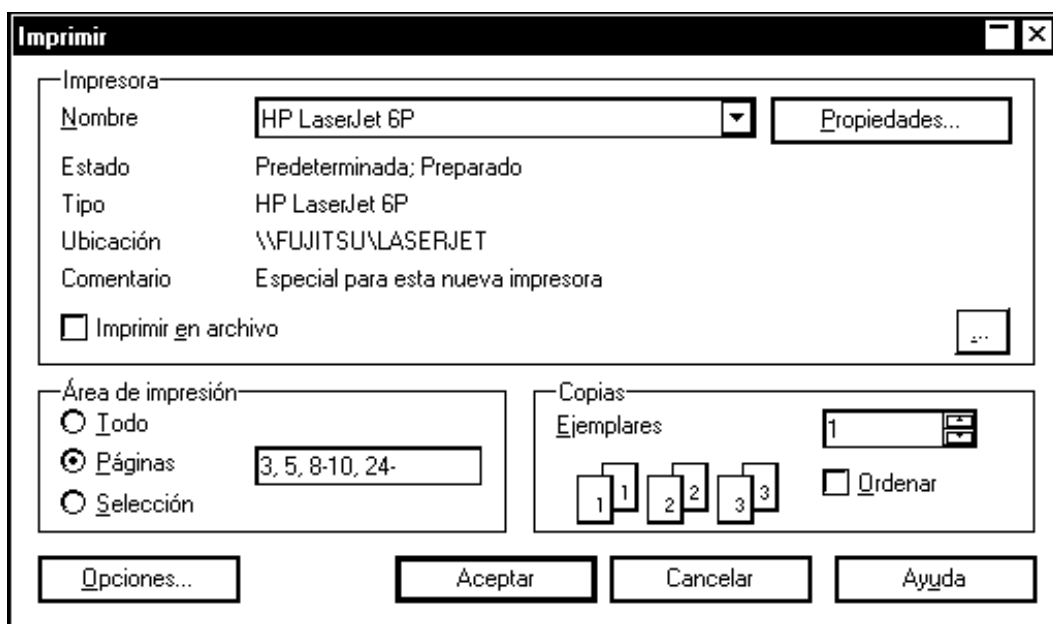 Imprimir
Impresora
Nombre HP LaserJet 6P Propiedades...
Estado Predeterminada; Preparado
Tipo HP LaserJet 6P
Ubicación \\FUJITSU\LASERJET
Comentario Especial para esta nueva impresora
Imprimir en archivo ...
Área de impresión
Todo
Páginas 3, 5, 8-10, 24-
Selección
Copias
Ejemplares 1
1 1 2 2 3 3
Ordenar
Opciones... Aceptar Cancelar Ayuda